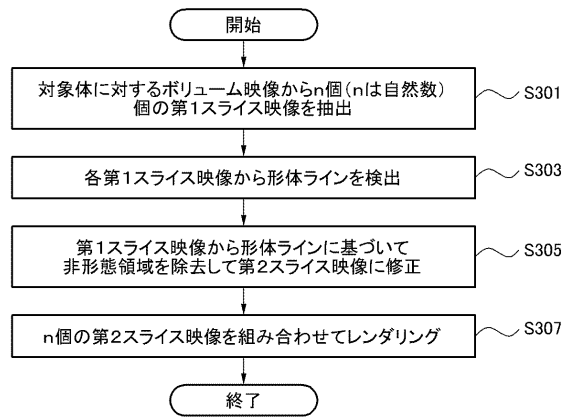 開始
対象体に対するボリューム映像からn個(nは自然数)
個の第1スライス映像を抽出
S301
各第1スライス映像から形体ラインを検出
S303
第1スライス映像から形体ラインに基づいて
非形態領域を除去して第2スライス映像に修正
S305
n個の第2スライス映像を組み合わせてレンダリング
S307
終了